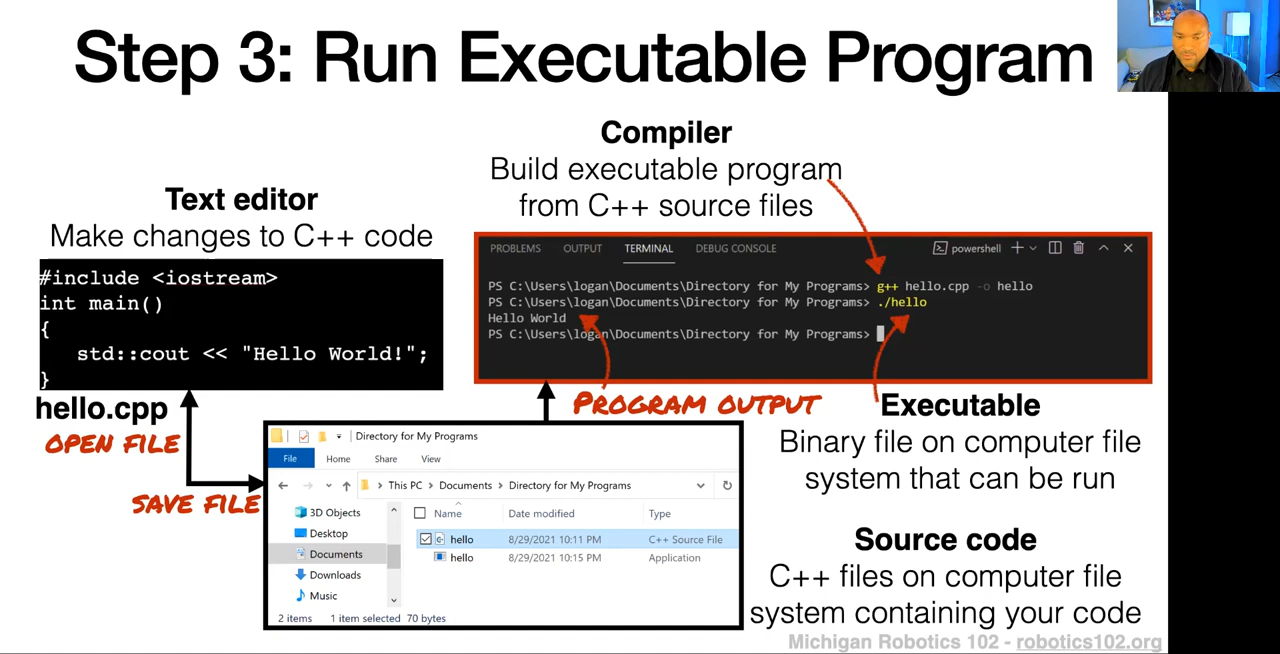 Step 3: Run Executable Program
Compiler
Build executable program
from C++ source files
Text editor
Make changes to C++ code
#include <iostream>
int main()
{
std::cout << "Hello World!";
}
hello.cpp
OPEN FILE
SAVE FILE
PROBLEMS OUTPUT TERMINAL DEBUG CONSOLE powershell
PS C:\Users\logan\Documents\Directory for My Programs> g++ hello.cpp -o hello
PS C:\Users\logan\Documents\Directory for My Programs> ./hello
Hello World
PS C:\Users\logan\Documents\Directory for My Programs>
PROGRAM OUTPUT
Executable
Binary file on computer file
system that can be run
Directory for My Programs
File Home Share View
This PC > Documents > Directory for My Programs
Name Date modified Type
3D Objects
Desktop
Documents
Downloads
Music
hello 8/29/2021 10:11 PM C++ Source File
hello 8/29/2021 10:15 PM Application
2 items 1 item selected 70 bytes
Source code
C++ files on computer file
system containing your code
Michigan Robotics 102 - robotics102.org